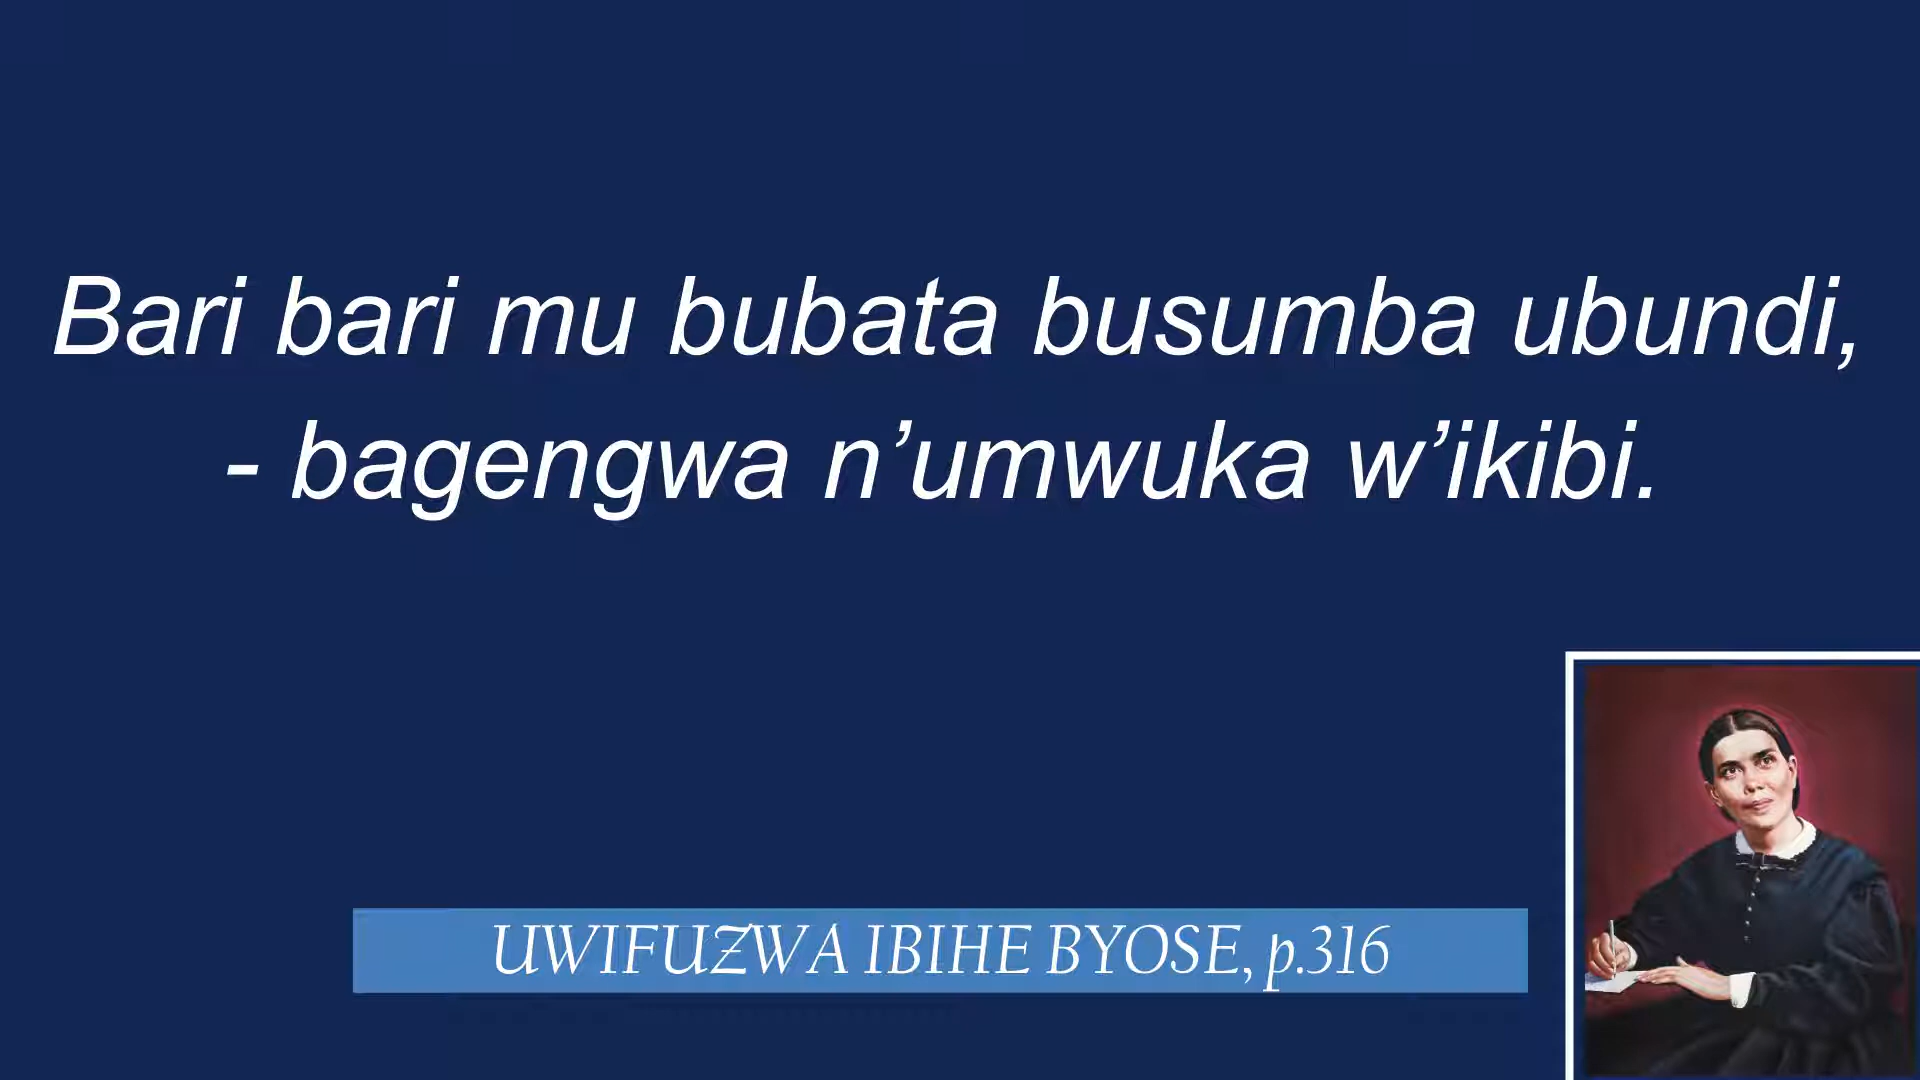 Bari bari mu bubata busumba ubundi,
- bagengwa n’umwuka w’ikibi.
UWIFUZWA IBIHE BYOSE, p.316